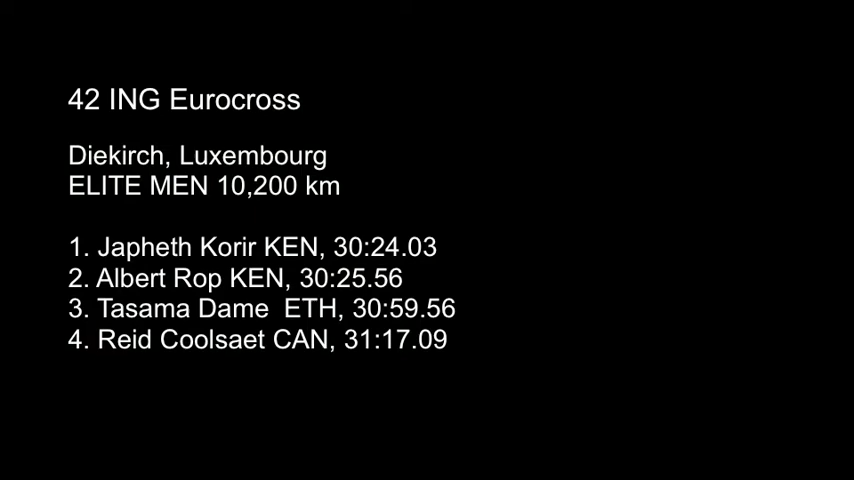 42 ING Eurocross
Diekirch, Luxembourg
ELITE MEN 10,200 km
1. Japheth Korir KEN, 30:24.03
2. Albert Rop KEN, 30:25.56
3. Tasama Dame  ETH, 30:59.56
4. Reid Coolsaet CAN, 31:17.09